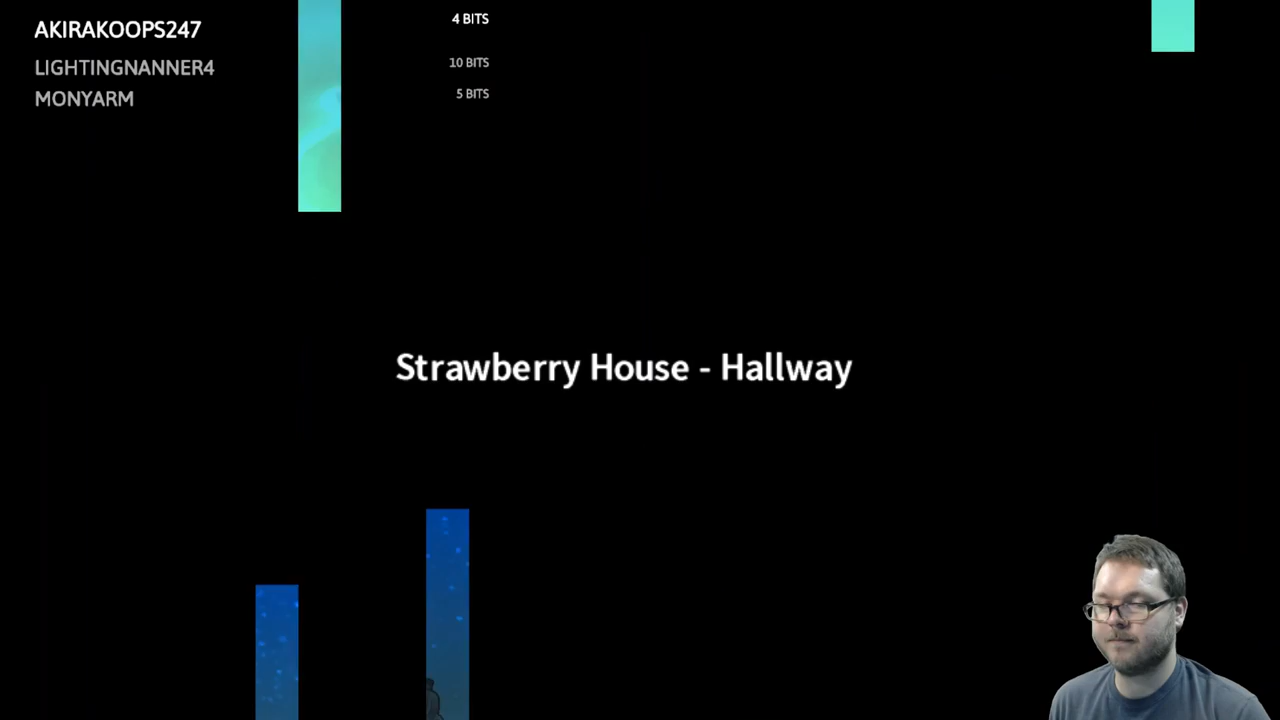 AKIRAKOOPS247 4 BITS
LIGHTINGNANNER4 10 BITS
MONYARM 5 BITS
Strawberry House - Hallway